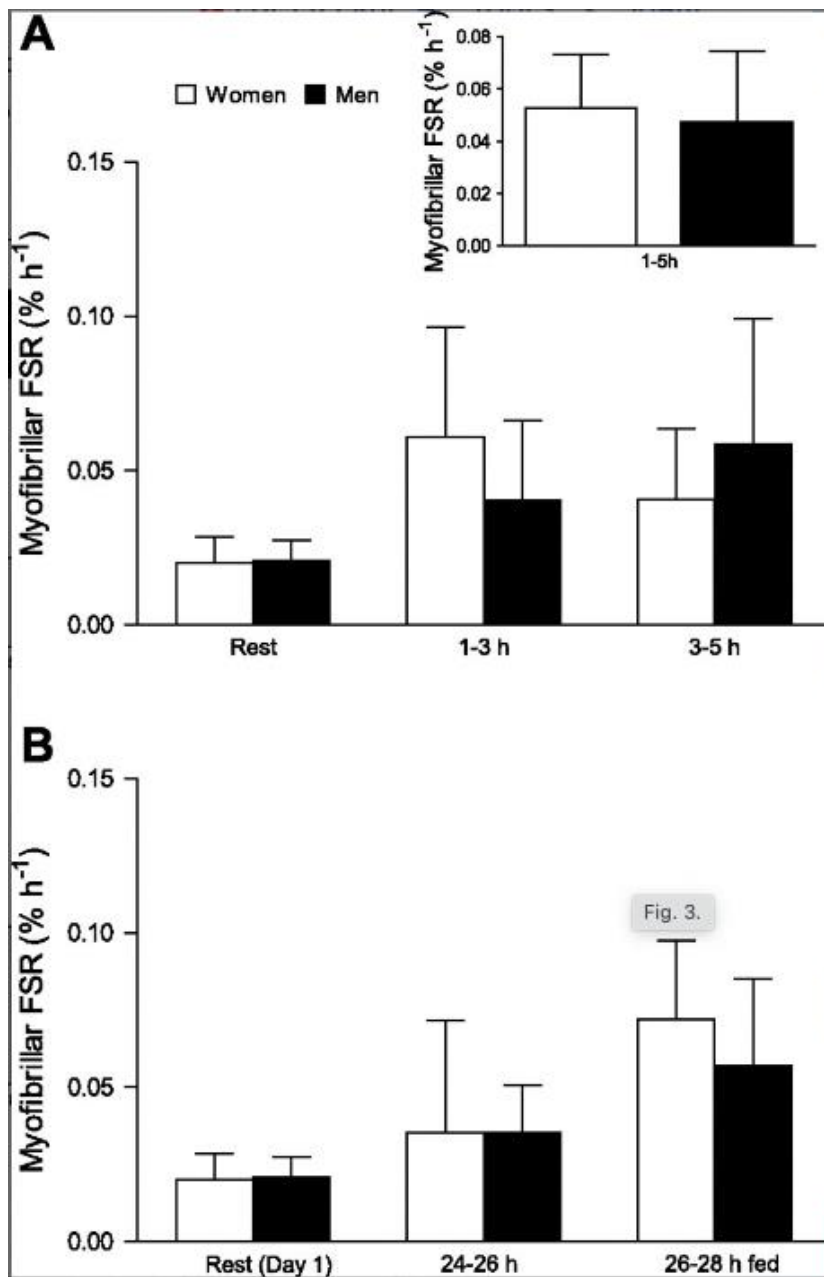 A
Women Men
Myofibrillar FSR (% h⁻¹)
0.08
0.06
0.04
0.02
0.00
1-5h
Myofibrillar FSR (% h⁻¹)
0.15
0.10
0.05
0.00
Rest 1-3 h 3-5 h
B
Myofibrillar FSR (% h⁻¹)
0.15
0.10
0.05
0.00
Fig. 3.
Rest (Day 1) 24-26 h 26-28 h fed